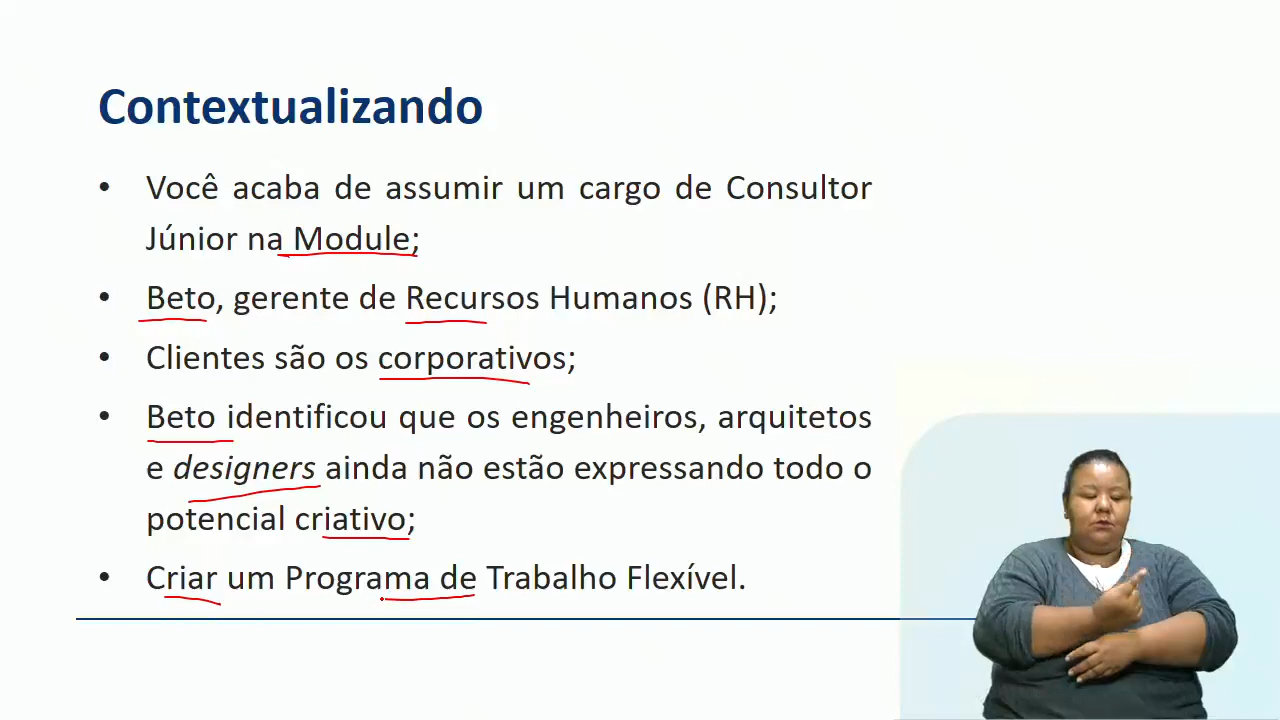 Contextualizando
• Você acaba de assumir um cargo de Consultor
Júnior na Module;
• Beto, gerente de Recursos Humanos (RH);
• Clientes são os corporativos;
• Beto identificou que os engenheiros, arquitetos
e designers ainda não estão expressando todo o
potencial criativo;
• Criar um Programa de Trabalho Flexível.